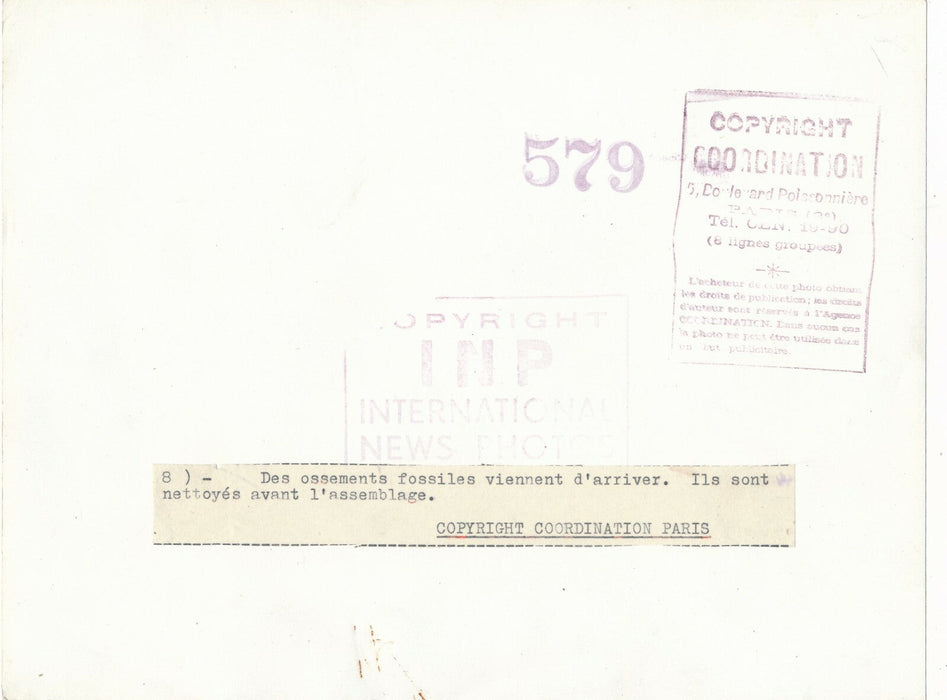 579
COPYRIGHT
COORDINATION
5, Boulevard Poissonnière
PARIS (2e)
Tél. CEN. 19-90
(8 lignes groupées)
L'acheteur de cette photo obtient
les droits de publication; les droits
d'auteur sont réservés à l'Agence
COORDINATION. Dans aucun cas
la photo ne peut être utilisée dans
un but publicitaire.
OPYRIGHT
INP
INTERNATIONAL
NEWS PHOTOS
8 ) - Des ossements fossiles viennent d'arriver. Ils sont
nettoyés avant l'assemblage.
COPYRIGHT COORDINATION PARIS